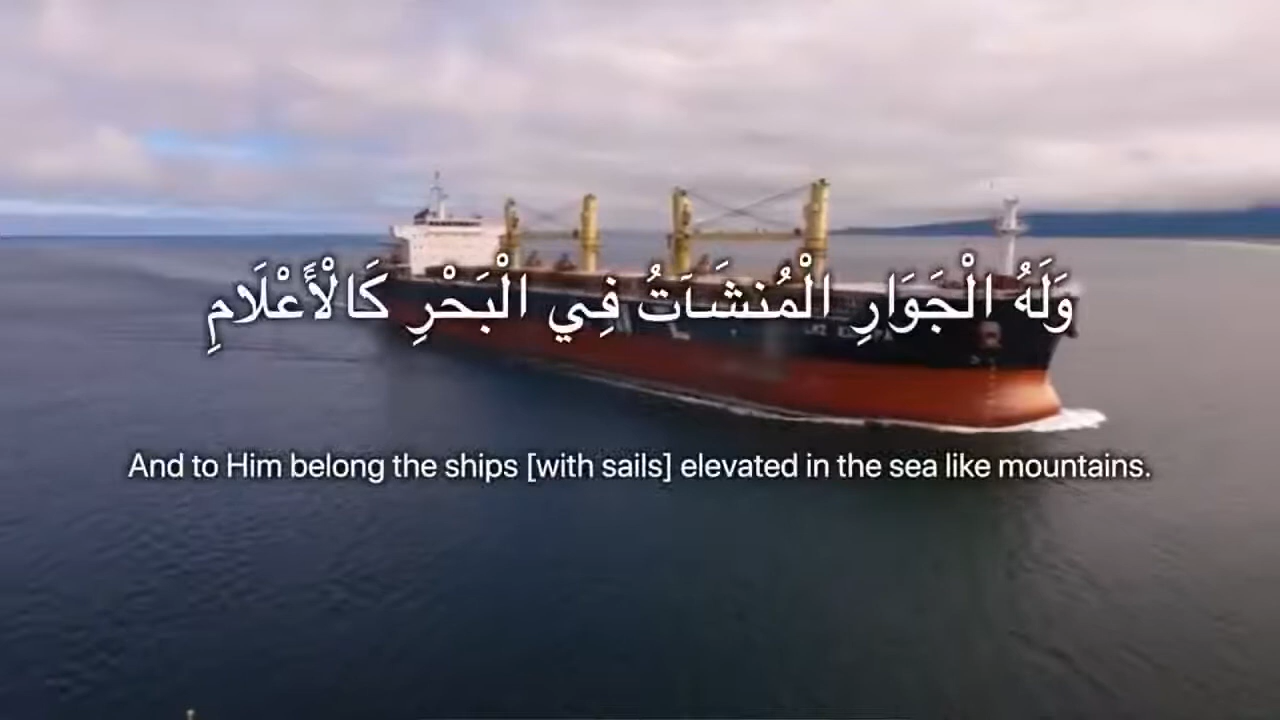 وَلَهُ الْجَوَارِ الْمُنشَآتُ فِي الْبَحْرِ كَالْأَعْلَامِ
And to Him belong the ships [with sails] elevated in the sea like mountains.